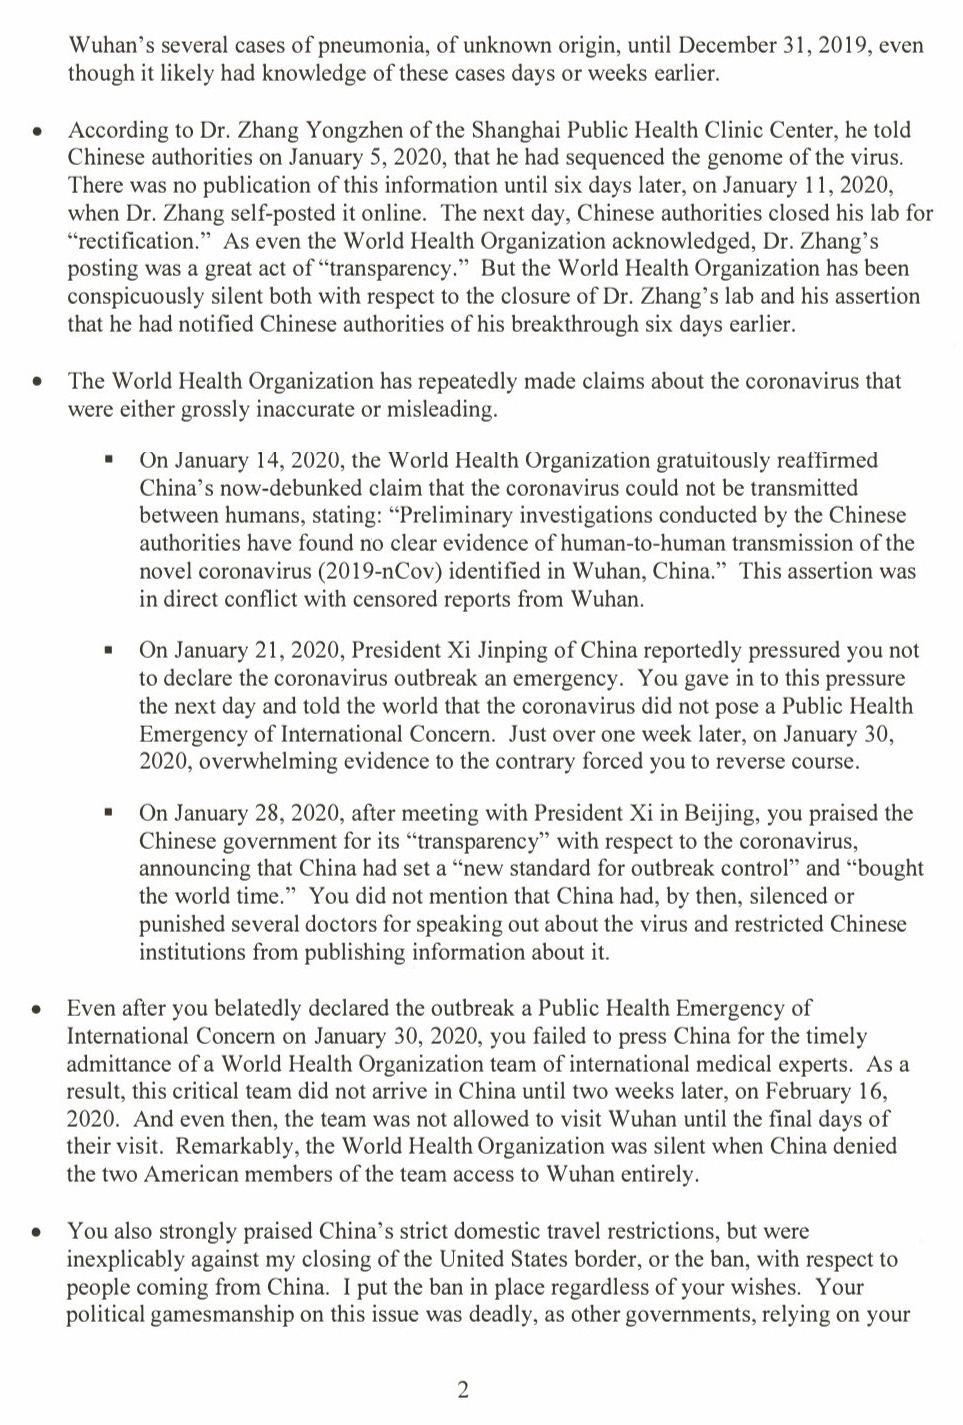 Wuhan's several cases of pneumonia, of unknown origin, until December 31, 2019, even
though it likely had knowledge of these cases days or weeks earlier.
• According to Dr. Zhang Yongzhen of the Shanghai Public Health Clinic Center, he told
Chinese authorities on January 5, 2020, that he had sequenced the genome of the virus.
There was no publication of this information until six days later, on January 11, 2020,
when Dr. Zhang self-posted it online. The next day, Chinese authorities closed his lab for
“rectification.” As even the World Health Organization acknowledged, Dr. Zhang's
posting was a great act of “transparency.” But the World Health Organization has been
conspicuously silent both with respect to the closure of Dr. Zhang's lab and his assertion
that he had notified Chinese authorities of his breakthrough six days earlier.
• The World Health Organization has repeatedly made claims about the coronavirus that
were either grossly inaccurate or misleading.
▪ On January 14, 2020, the World Health Organization gratuitously reaffirmed
China's now-debunked claim that the coronavirus could not be transmitted
between humans, stating: “Preliminary investigations conducted by the Chinese
authorities have found no clear evidence of human-to-human transmission of the
novel coronavirus (2019-nCov) identified in Wuhan, China.” This assertion was
in direct conflict with censored reports from Wuhan.
▪ On January 21, 2020, President Xi Jinping of China reportedly pressured you not
to declare the coronavirus outbreak an emergency. You gave in to this pressure
the next day and told the world that the coronavirus did not pose a Public Health
Emergency of International Concern. Just over one week later, on January 30,
2020, overwhelming evidence to the contrary forced you to reverse course.
▪ On January 28, 2020, after meeting with President Xi in Beijing, you praised the
Chinese government for its “transparency” with respect to the coronavirus,
announcing that China had set a “new standard for outbreak control” and “bought
the world time.” You did not mention that China had, by then, silenced or
punished several doctors for speaking out about the virus and restricted Chinese
institutions from publishing information about it.
• Even after you belatedly declared the outbreak a Public Health Emergency of
International Concern on January 30, 2020, you failed to press China for the timely
admittance of a World Health Organization team of international medical experts. As a
result, this critical team did not arrive in China until two weeks later, on February 16,
2020. And even then, the team was not allowed to visit Wuhan until the final days of
their visit. Remarkably, the World Health Organization was silent when China denied
the two American members of the team access to Wuhan entirely.
• You also strongly praised China's strict domestic travel restrictions, but were
inexplicably against my closing of the United States border, or the ban, with respect to
people coming from China. I put the ban in place regardless of your wishes. Your
political gamesmanship on this issue was deadly, as other governments, relying on your
2